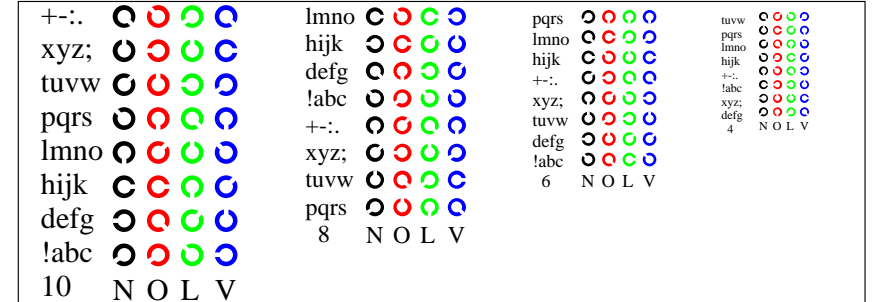 +-:.
xyz;
tuvw
pqrs
lmno
hijk
defg
!abc
10 N O L V
lmno
hijk
defg
!abc
+-:.
xyz;
tuvw
pqrs
8 N O L V
pqrs
lmno
hijk
+-:.
xyz;
tuvw
defg
!abc
6 N O L V
tuvw
pqrs
lmno
hijk
+-:.
!abc
xyz;
defg
4 N O L V